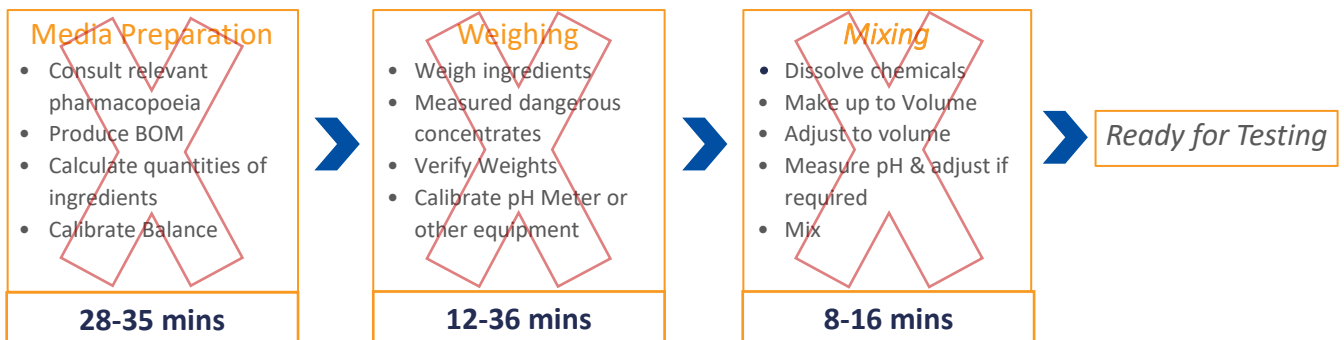 Media Preparation
• Consult relevant
pharmacopoeia
• Produce BOM
• Calculate quantities of
ingredients
• Calibrate Balance
28-35 mins
Weighing
• Weigh ingredients
• Measured dangerous
concentrates
• Verify Weights
• Calibrate pH Meter or
other equipment
12-36 mins
Mixing
• Dissolve chemicals
• Make up to Volume
• Adjust to volume
• Measure pH & adjust if
required
• Mix
8-16 mins
Ready for Testing